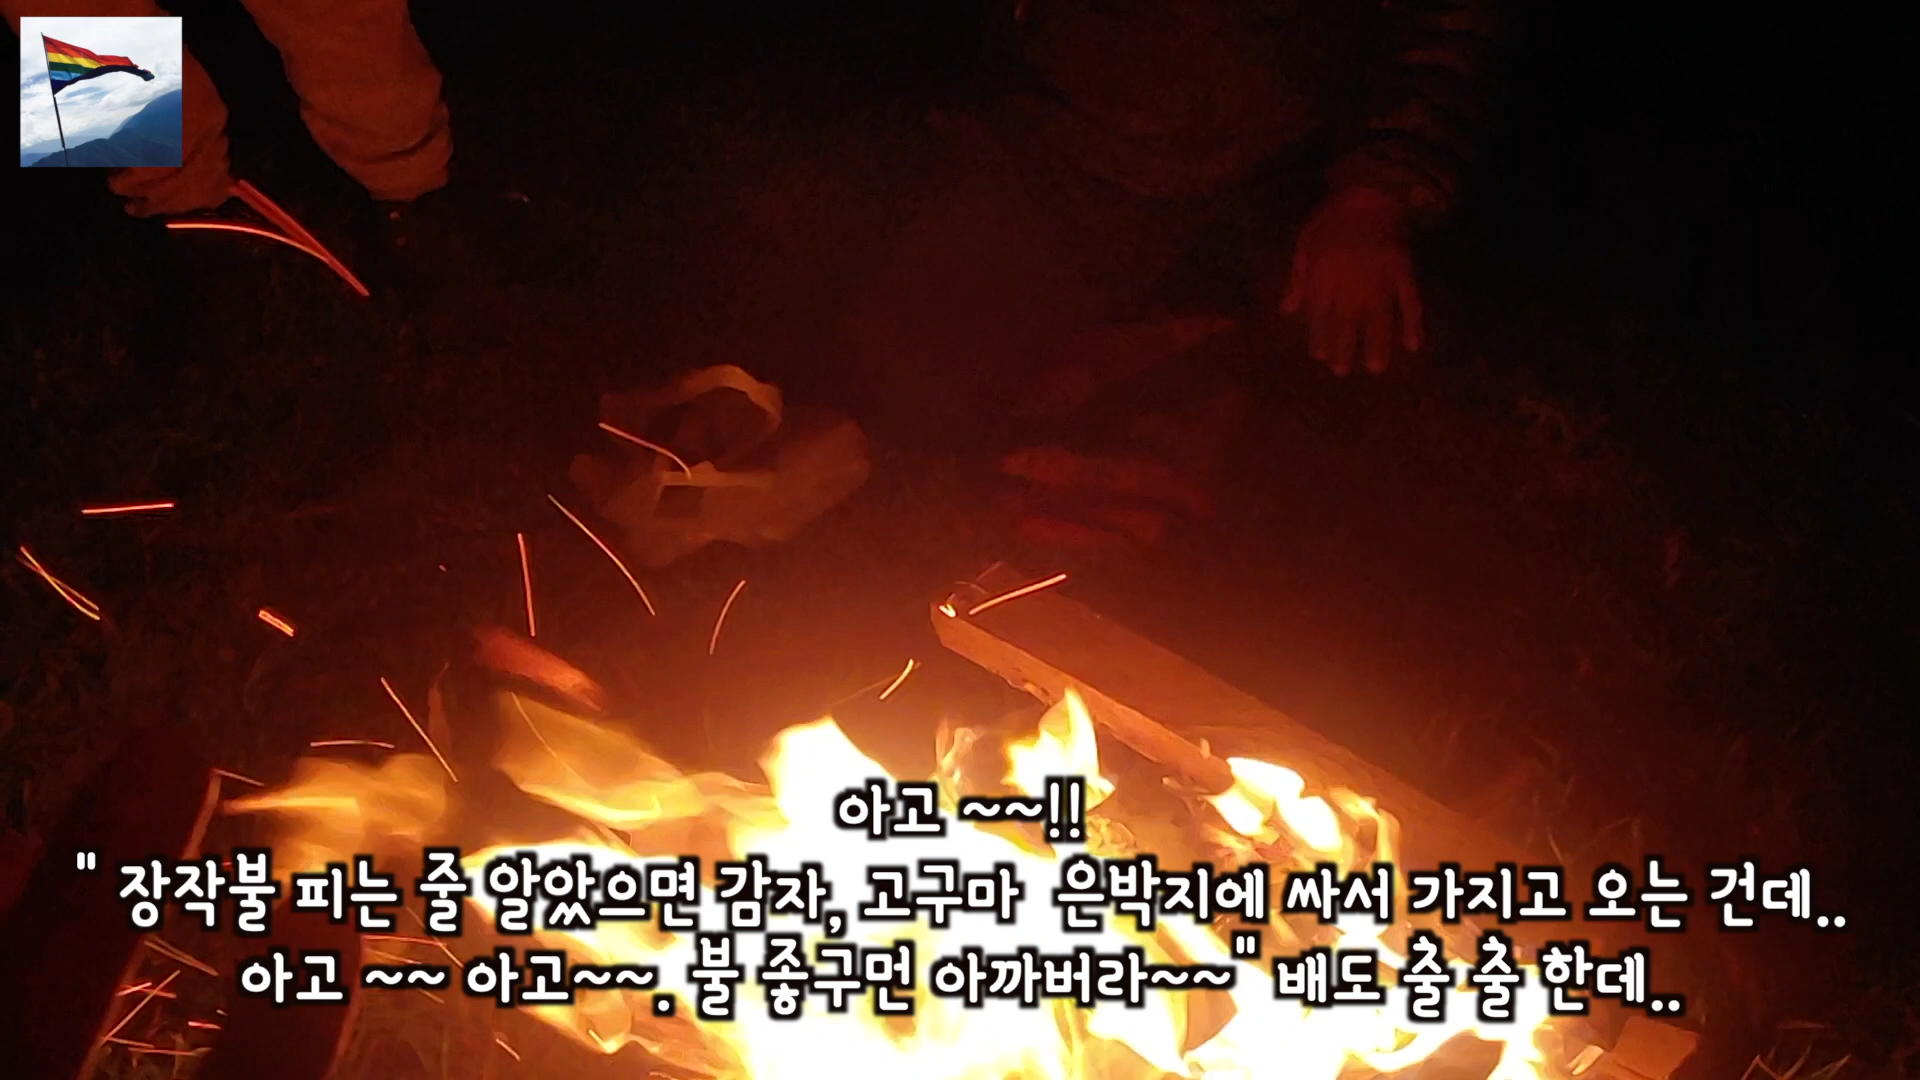 아고 ~~!!
" 장작불 피는 줄 알았으면 감자, 고구마 은박지에 싸서 가지고 오는 건데..
아고 ~~ 아고~~. 불 좋구먼 아까버라~~" 배도 출 출 한데..